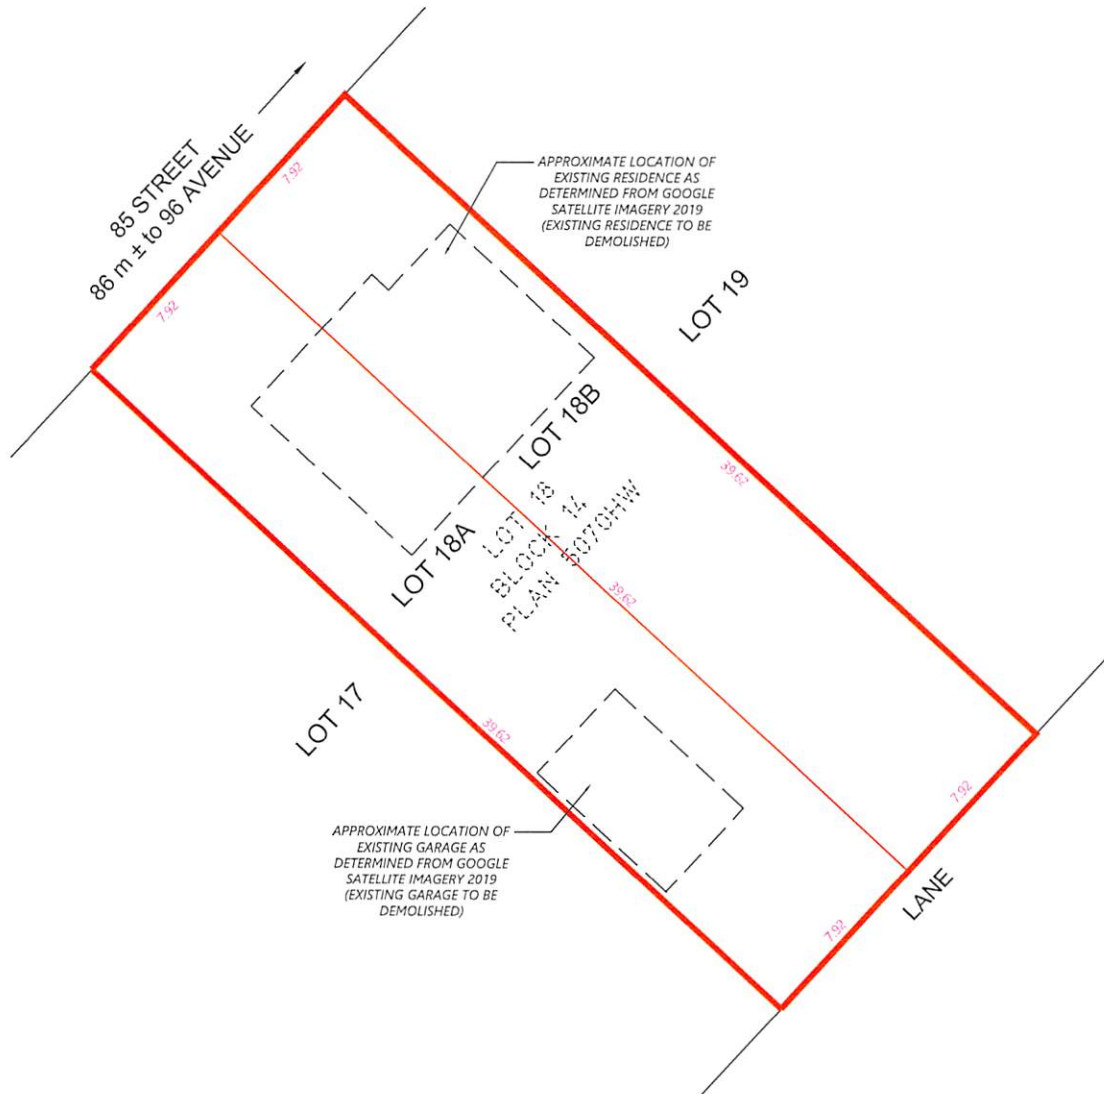 85 STREET
86 m ± to 96 AVENUE
7.92
7.92
APPROXIMATE LOCATION OF
EXISTING RESIDENCE AS
DETERMINED FROM GOOGLE
SATELLITE IMAGERY 2019
(EXISTING RESIDENCE TO BE
DEMOLISHED)
LOT 19
LOT 18B
39.62
LOT 18A
LOT 18
BLOCK 14
PLAN 5070HW
39.62
LOT 17
39.62
7.92
APPROXIMATE LOCATION OF
EXISTING GARAGE AS
DETERMINED FROM GOOGLE
SATELLITE IMAGERY 2019
(EXISTING GARAGE TO BE
DEMOLISHED)
LANE
7.92